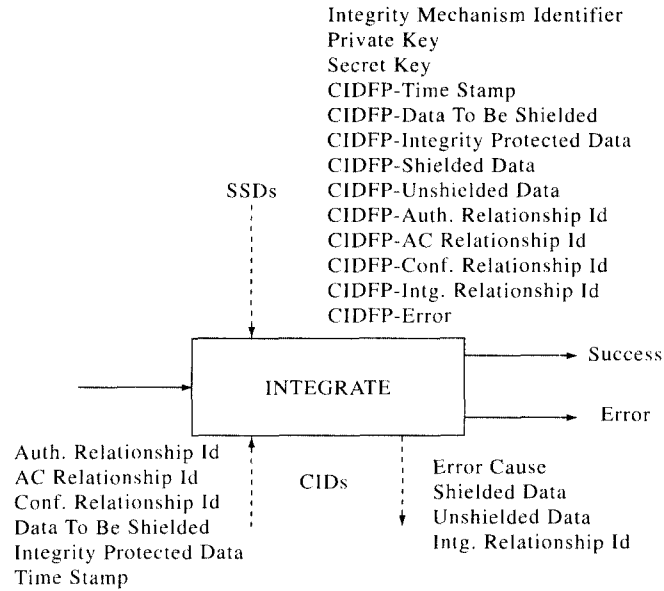 Integrity Mechanism Identifier
Private Key
Secret Key
CIDFP-Time Stamp
CIDFP-Data To Be Shielded
CIDFP-Integrity Protected Data
CIDFP-Shielded Data
CIDFP-Unshielded Data
CIDFP-Auth. Relationship Id
CIDFP-AC Relationship Id
CIDFP-Conf. Relationship Id
CIDFP-Intg. Relationship Id
CIDFP-Error
SSDs
INTEGRATE
Success
Error
Auth. Relationship Id
AC Relationship Id
Conf. Relationship Id
Data To Be Shielded
Integrity Protected Data
Time Stamp
CIDs
Error Cause
Shielded Data
Unshielded Data
Intg. Relationship Id